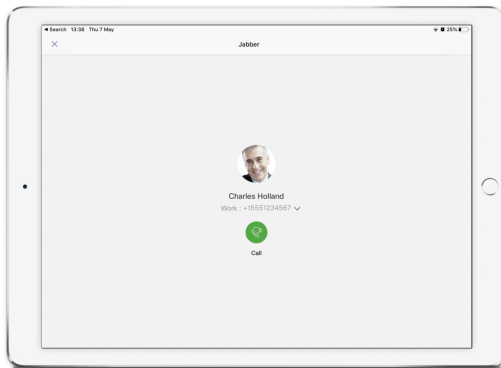 Search 13:38 Thu 7 May 25%
Jabber
Charles Holland
Work : +15551234567
Call